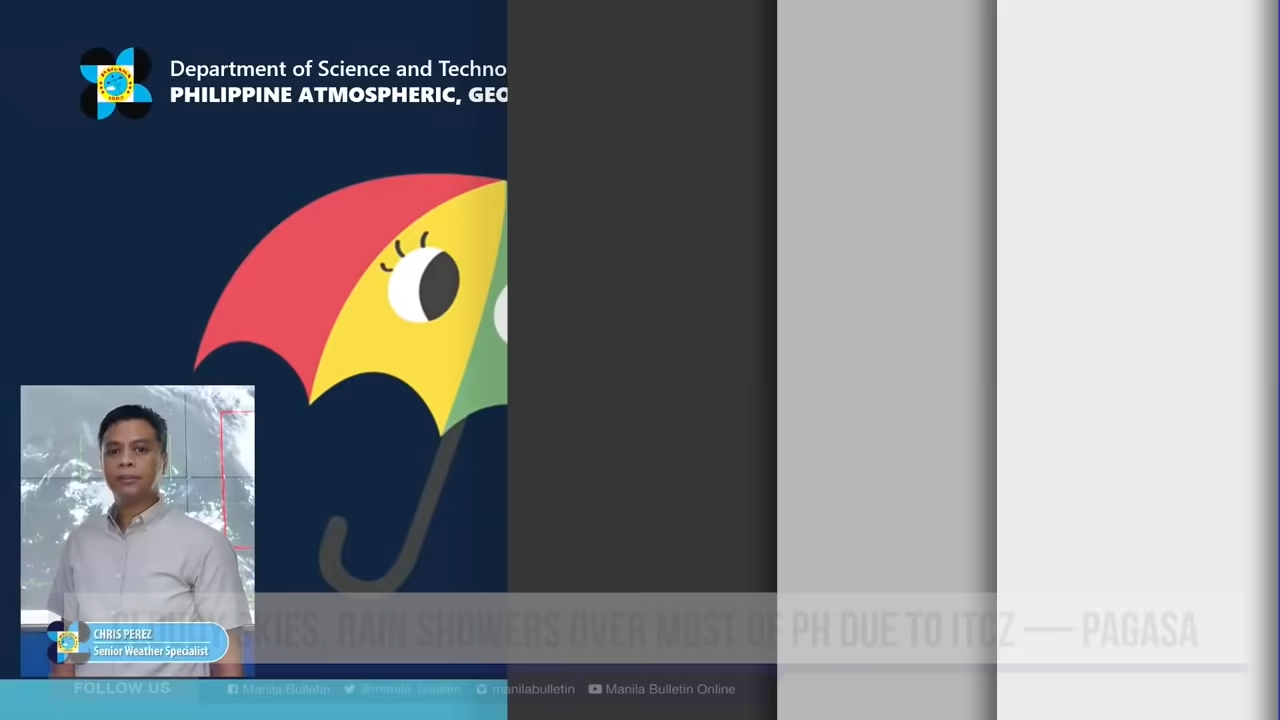 Department of Science and Techno
PHILIPPINE ATMOSPHERIC, GEO
SKIES, RAIN SHOWERS OVER MOST OF PH DUE TO ITCZ — PAGASA
CHRIS PEREZ
Senior Weather Specialist
FOLLOW US
Manila Bulletin
@manila_bulletin
manilabulletin
Manila Bulletin Online